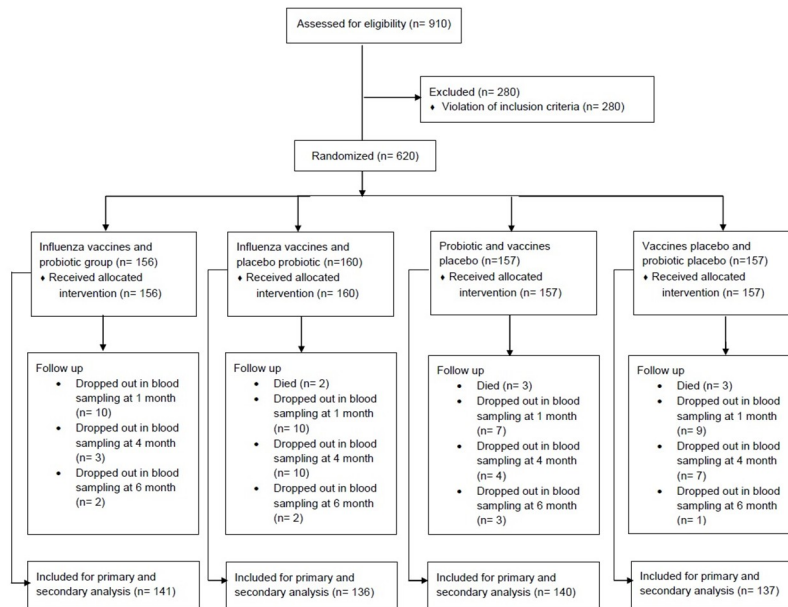 Assessed for eligibility (n= 910)
Excluded (n= 280)
♦ Violation of inclusion criteria (n= 280)
Randomized (n= 620)
Influenza vaccines and
probiotic group (n= 156)
♦ Received allocated
intervention (n= 156)
Influenza vaccines and
placebo probiotic (n=160)
♦ Received allocated
intervention (n= 160)
Probiotic and vaccines
placebo (n=157)
♦ Received allocated
intervention (n= 157)
Vaccines placebo and
probiotic placebo (n=157)
♦ Received allocated
intervention (n= 157)
Follow up
• Dropped out in blood
sampling at 1 month
(n= 10)
• Dropped out in blood
sampling at 4 month
(n= 3)
• Dropped out in blood
sampling at 6 month
(n= 2)
Follow up
• Died (n= 2)
• Dropped out in blood
sampling at 1 month
(n= 10)
• Dropped out in blood
sampling at 4 month
(n= 10)
• Dropped out in blood
sampling at 6 month
(n= 2)
Follow up
• Died (n= 3)
• Dropped out in blood
sampling at 1 month
(n= 7)
• Dropped out in blood
sampling at 4 month
(n= 4)
• Dropped out in blood
sampling at 6 month
(n= 3)
Follow up
• Died (n= 3)
• Dropped out in blood
sampling at 1 month
(n= 9)
• Dropped out in blood
sampling at 4 month
(n= 7)
• Dropped out in blood
sampling at 6 month
(n= 1)
Included for primary and
secondary analysis (n= 141)
Included for primary and
secondary analysis (n= 136)
Included for primary and
secondary analysis (n= 140)
Included for primary and
secondary analysis (n= 137)